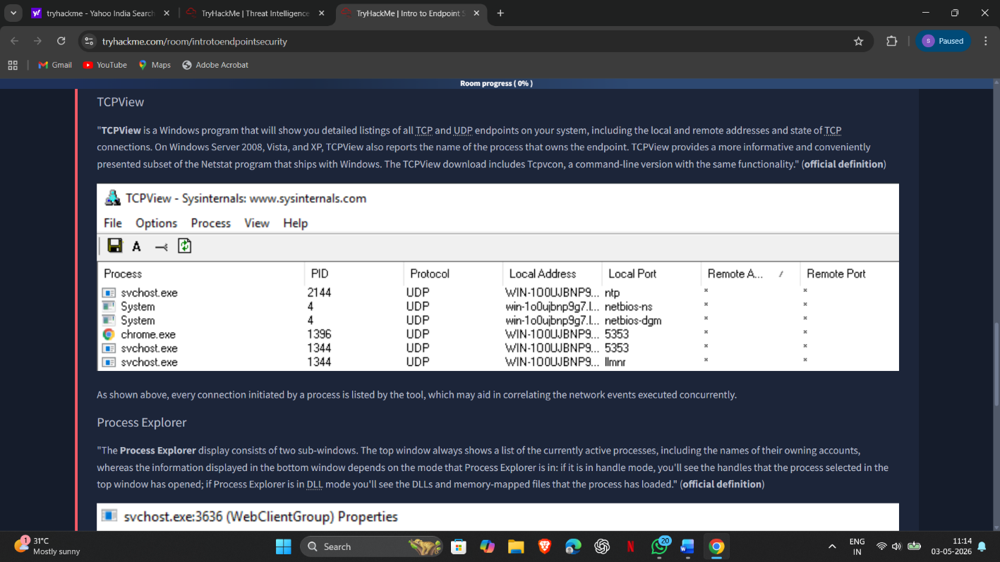 tryhackme - Yahoo India Search
TryHackMe | Threat Intelligence
TryHackMe | Intro to Endpoint S
tryhackme.com/room/introtoendpointsecurity
S Paused
Gmail YouTube Maps Adobe Acrobat
Room progress ( 0% )
TCPView
"TCPView is a Windows program that will show you detailed listings of all TCP and UDP endpoints on your system, including the local and remote addresses and state of TCP
connections. On Windows Server 2008, Vista, and XP, TCPView also reports the name of the process that owns the endpoint. TCPView provides a more informative and conveniently
presented subset of the Netstat program that ships with Windows. The TCPView download includes Tcpvcon, a command-line version with the same functionality." (official definition)
TCPView - Sysinternals: www.sysinternals.com
File Options Process View Help
A
Process PID Protocol Local Address Local Port Remote A... / Remote Port
svchost.exe 2144 UDP WIN-1O0UJBNP9... ntp * *
System 4 UDP win-1o0ujbnp9g7.l... netbios-ns * *
System 4 UDP win-1o0ujbnp9g7.l... netbios-dgm * *
chrome.exe 1396 UDP WIN-1O0UJBNP9... 5353 * *
svchost.exe 1344 UDP WIN-1O0UJBNP9... 5353 * *
svchost.exe 1344 UDP WIN-1O0UJBNP9... llmnr * *
As shown above, every connection initiated by a process is listed by the tool, which may aid in correlating the network events executed concurrently.
Process Explorer
"The Process Explorer display consists of two sub-windows. The top window always shows a list of the currently active processes, including the names of their owning accounts,
whereas the information displayed in the bottom window depends on the mode that Process Explorer is in: if it is in handle mode, you'll see the handles that the process selected in the
top window has opened; if Process Explorer is in DLL mode you'll see the DLLs and memory-mapped files that the process has loaded." (official definition)
svchost.exe:3636 (WebClientGroup) Properties
1
31°C
Mostly sunny
Search
20
ENG
IN
11:14
03-05-2026